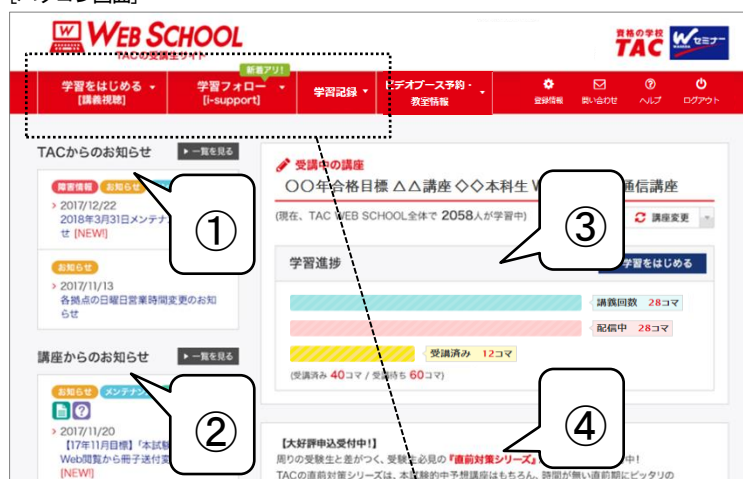 [パソコン画面]
W WEB SCHOOL
TACの受講生サイト
資格の学校
TAC
Wセミナー
新着アリ!
学習をはじめる
[講義視聴]
学習フォロー
[i-support]
学習記録
ビデオブース予約・
教室情報
登録情報
問い合わせ
ヘルプ
ログアウト
TACからのお知らせ
一覧を見る
障害情報 お知らせ
2017/12/22
2018年3月31日メンテナ
せ [NEW!]
お知らせ
2017/11/13
各拠点の日曜日営業時間変更のお知
らせ
①
講座からのお知らせ
一覧を見る
お知らせ メンテナンス
2017/11/20
【17年11月目標】「本試験
Web閲覧から冊子送付変
[NEW!]
②
受講中の講座
〇〇年合格目標 △△講座 ◇◇本科生 W 通信講座
(現在、TAC WEB SCHOOL全体で 2058人が学習中)
講座変更
③
学習進捗
学習をはじめる
講義回数 28コマ
配信中 28コマ
受講済み 12コマ
(受講済み 40コマ / 受講待ち 60コマ)
④
【大好評申込受付中!】
周りの受験生と差がつく、受験生必見の『直前対策シリーズ』 中!
TACの直前対策シリーズは、本試験的中予想講座はもちろん、時間が無い直前期にピッタリの